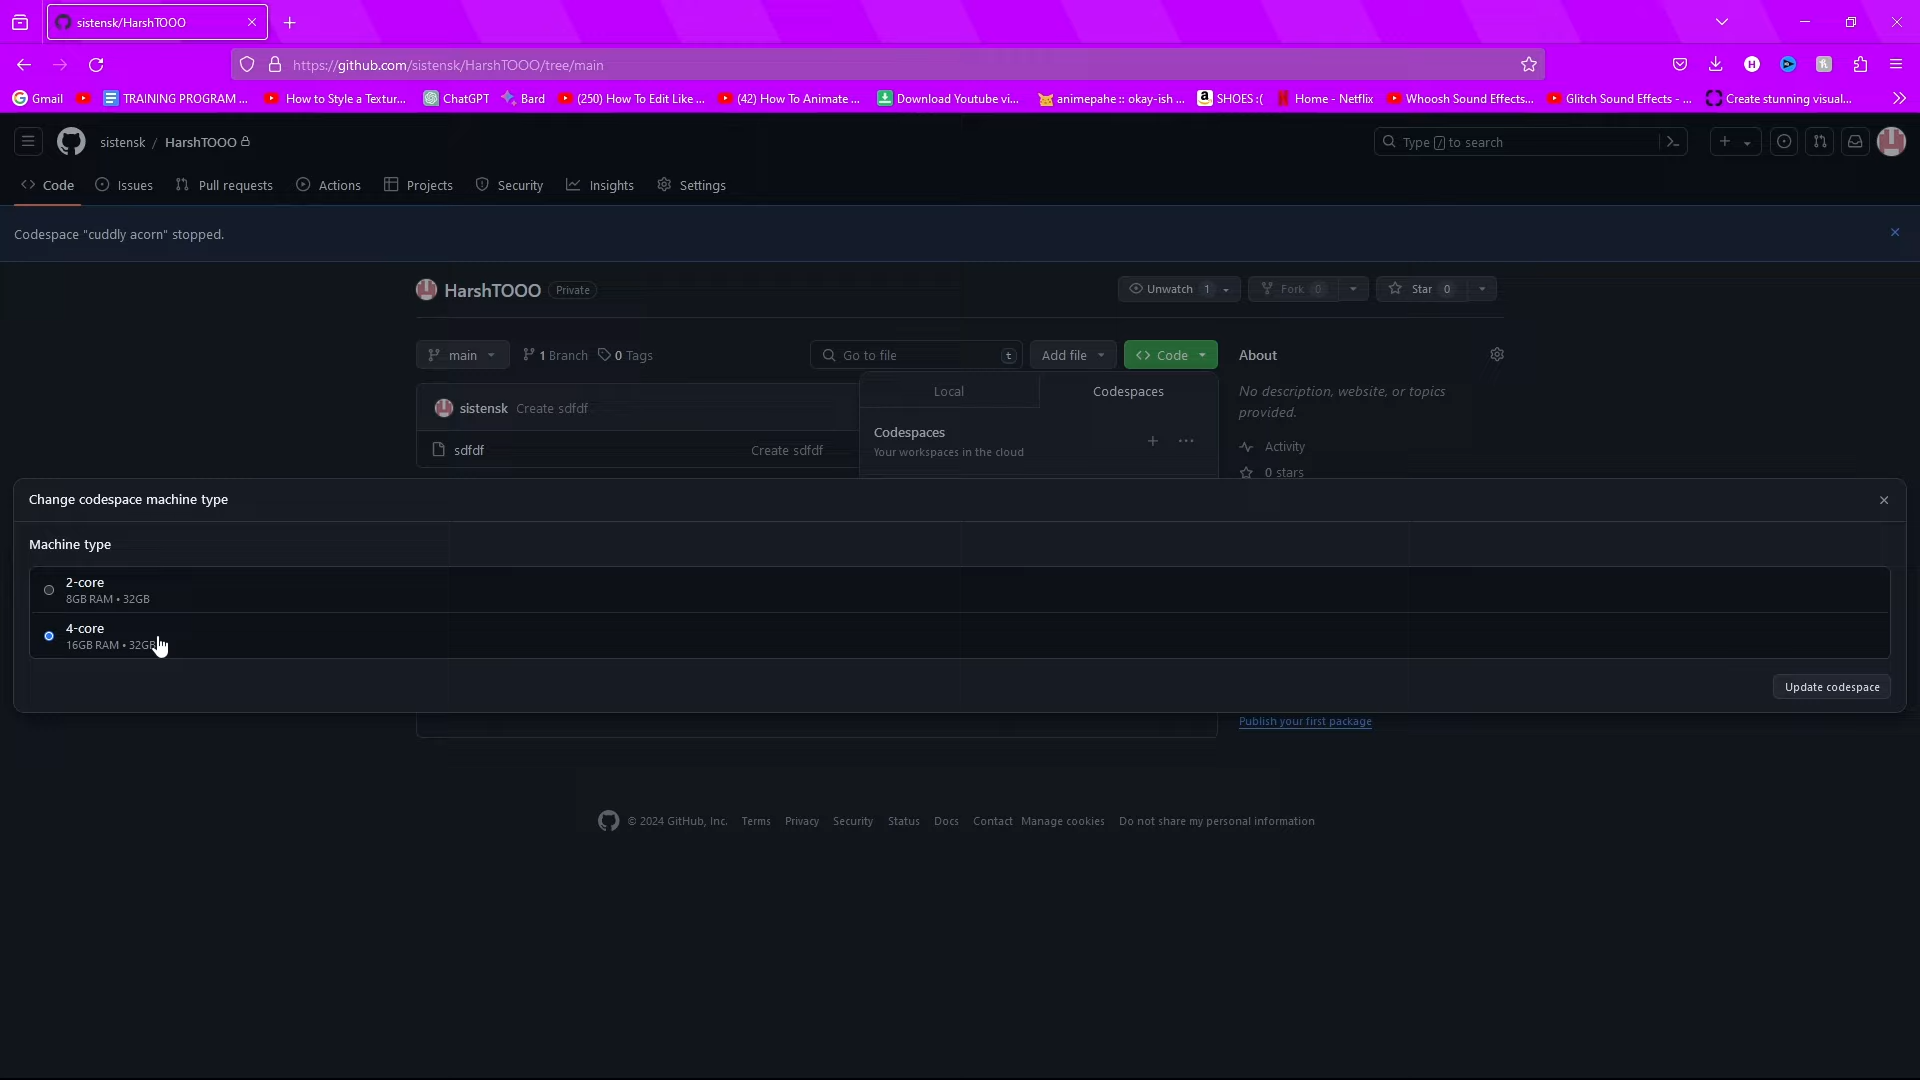 sistensk/HarshTOOO
https://github.com/sistensk/HarshTOOO/tree/main
Gmail TRAINING PROGRAM ... How to Style a Textur... ChatGPT Bard (250) How To Edit Like ... (42) How To Animate ... Download Youtube vi... animepahe :: okay-ish ... SHOES :( Home - Netflix Whoosh Sound Effects... Glitch Sound Effects - ... Create stunning visual...
sistensk / HarshTOOO Type / to search
Code Issues Pull requests Actions Projects Security Insights Settings
Codespace "cuddly acorn" stopped.
HarshTOOO Private Unwatch 1 Fork 0 Star 0
main 1 Branch 0 Tags Go to file t Add file Code About
Local Codespaces No description, website, or topics
provided.
sistensk Create sdfdf
Codespaces
Your workspaces in the cloud
sdfdf Create sdfdf
Activity
0 stars
Change codespace machine type
Machine type
2-core
8GB RAM • 32GB
4-core
16GB RAM • 32GB
Update codespace
Publish your first package
© 2024 GitHub, Inc. Terms Privacy Security Status Docs Contact Manage cookies Do not share my personal information